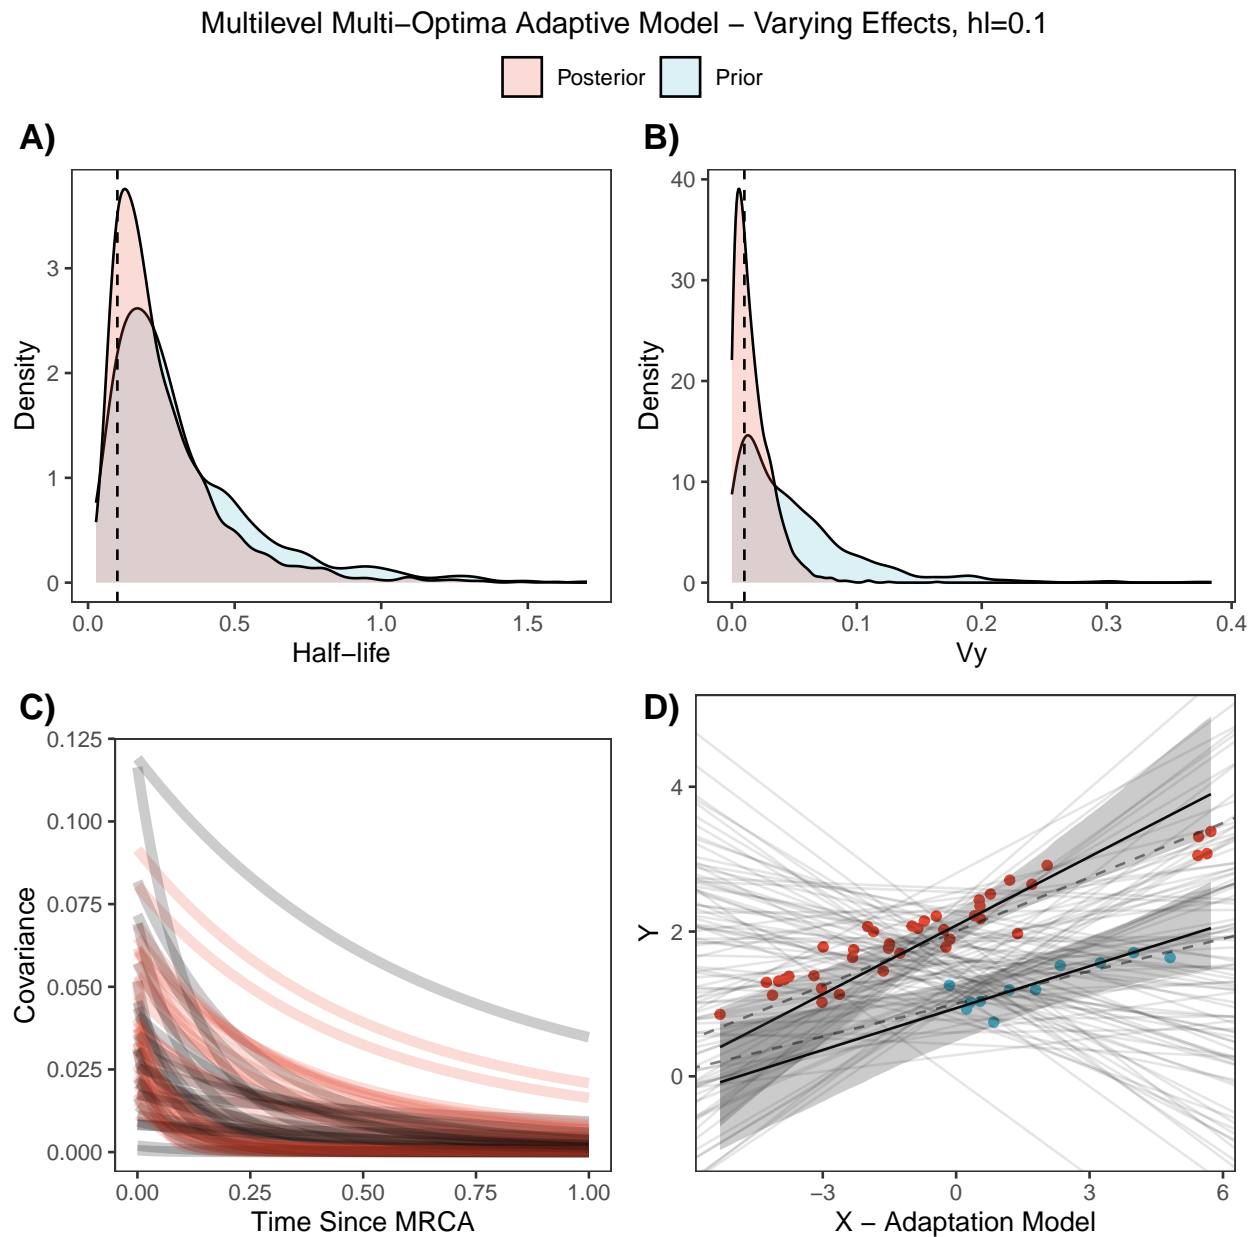 Multilevel Multi−Optima Adaptive Model − Varying Effects, hl=0.1
Posterior Prior
A)
Density
3
2
1
0
0.0 0.5 1.0 1.5
Half−life
B)
Density
40
30
20
10
0
0.0 0.1 0.2 0.3 0.4
Vy
C)
Covariance
0.125
0.100
0.075
0.050
0.025
0.000
0.00 0.25 0.50 0.75 1.00
Time Since MRCA
D)
Y
4
2
0
−3 0 3 6
X − Adaptation Model